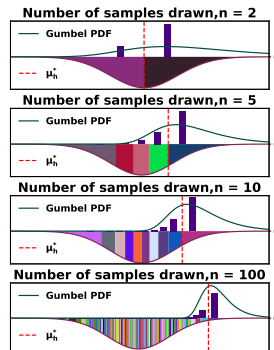 Number of samples drawn,n = 2
Gumbel PDF
μ*h
Number of samples drawn,n = 5
Gumbel PDF
μ*h
Number of samples drawn,n = 10
Gumbel PDF
μ*h
Number of samples drawn,n = 100
Gumbel PDF
μ*h